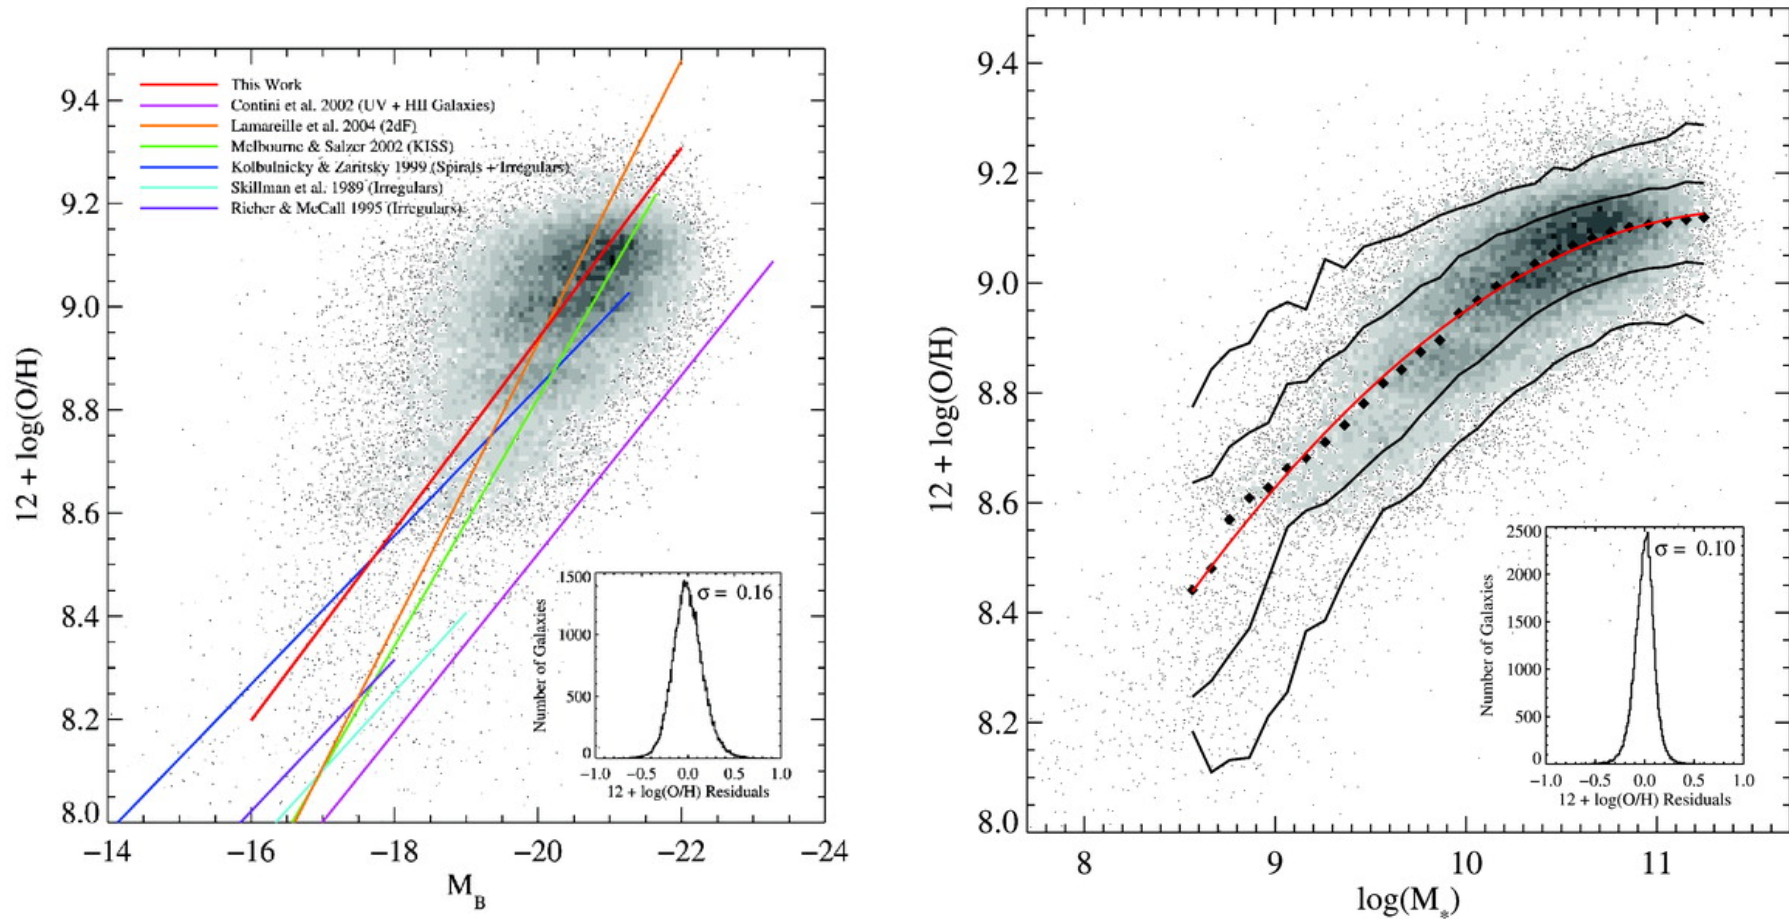 This Work
Contini et al. 2002 (UV + HII Galaxies)
Lamareille et al. 2004 (2dF)
Melbourne & Salzer 2002 (KISS)
Kolbulnicky & Zaritsky 1999 (Spirals + Irregulars)
Skillman et al. 1989 (Irregulars)
Richer & McCall 1995 (Irregulars)
12 + log(O/H)
9.4
9.2
9.0
8.8
8.6
8.4
8.2
8.0
−14
−16
−18
−20
−22
−24
M_B
σ = 0.16
Number of Galaxies
1500
1000
500
0
−1.0
−0.5
0.0
0.5
1.0
12 + log(O/H) Residuals
12 + log(O/H)
9.4
9.2
9.0
8.8
8.6
8.4
8.2
8.0
8
9
10
11
log(M_*)
σ = 0.10
Number of Galaxies
2500
2000
1500
1000
500
0
−1.0
−0.5
0.0
0.5
1.0
12 + log(O/H) Residuals